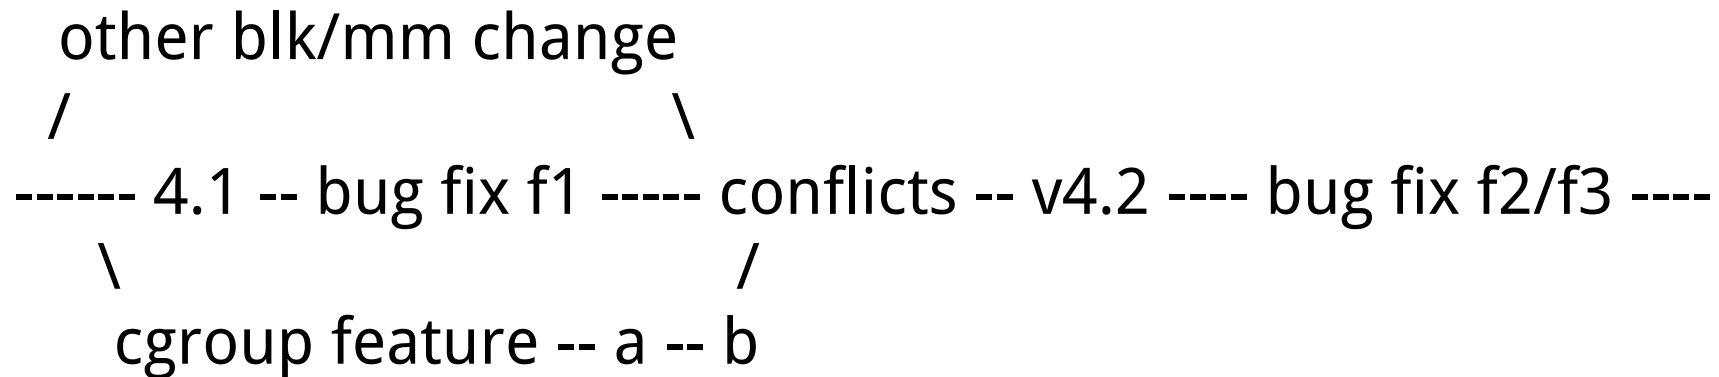 other blk/mm change
/ \
------ 4.1 -- bug fix f1 ----- conflicts -- v4.2 ---- bug fix f2/f3 ----
\ /
cgroup feature -- a -- b